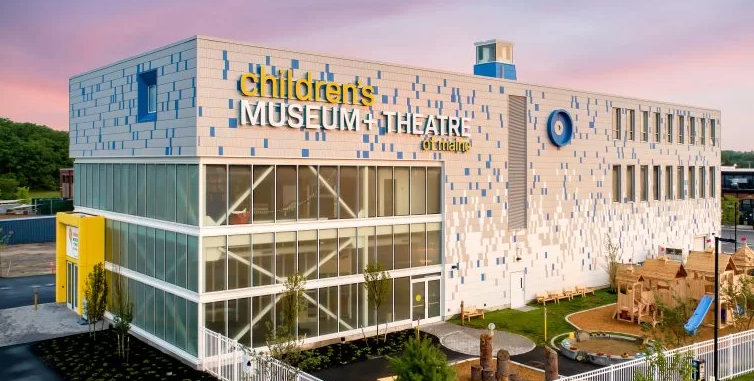 children's
MUSEUM + THEATRE
of maine